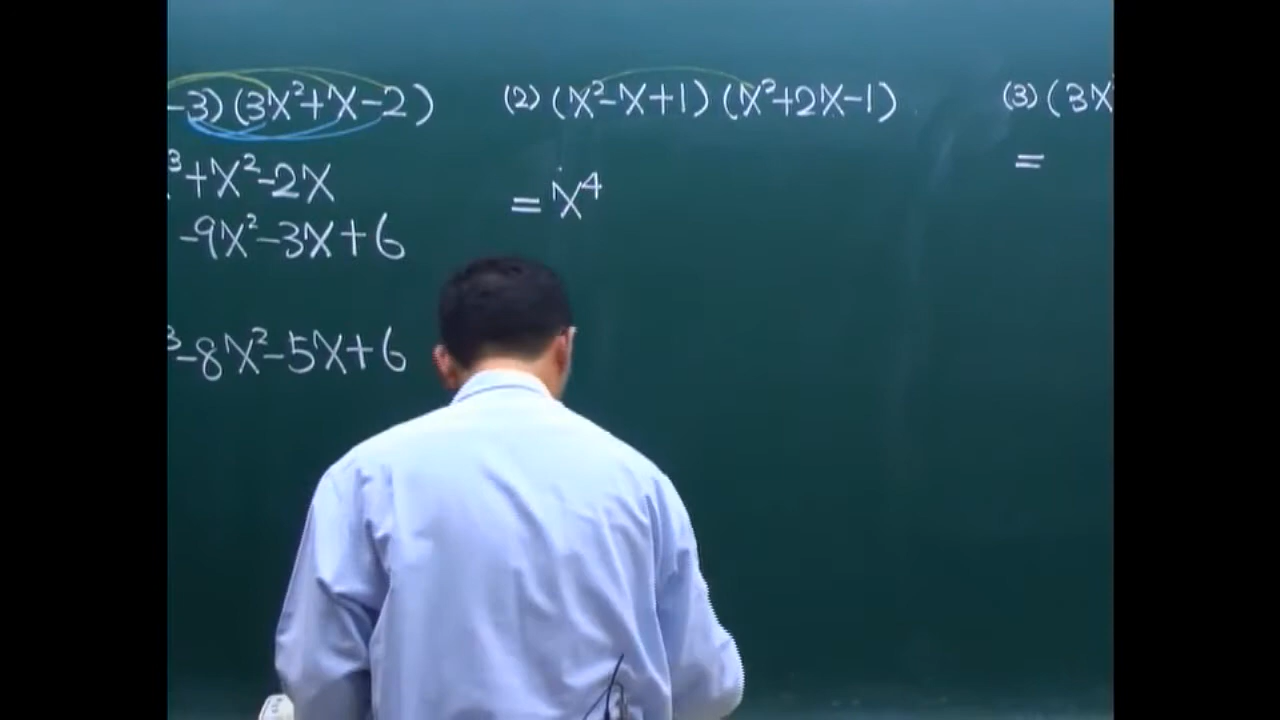 -3)(3x²+x-2)
³+x²-2x
-9x²-3x+6
³-8x²-5x+6
(2) (x²-x+1)(x²+2x-1)
= x⁴
(3) (3x
=